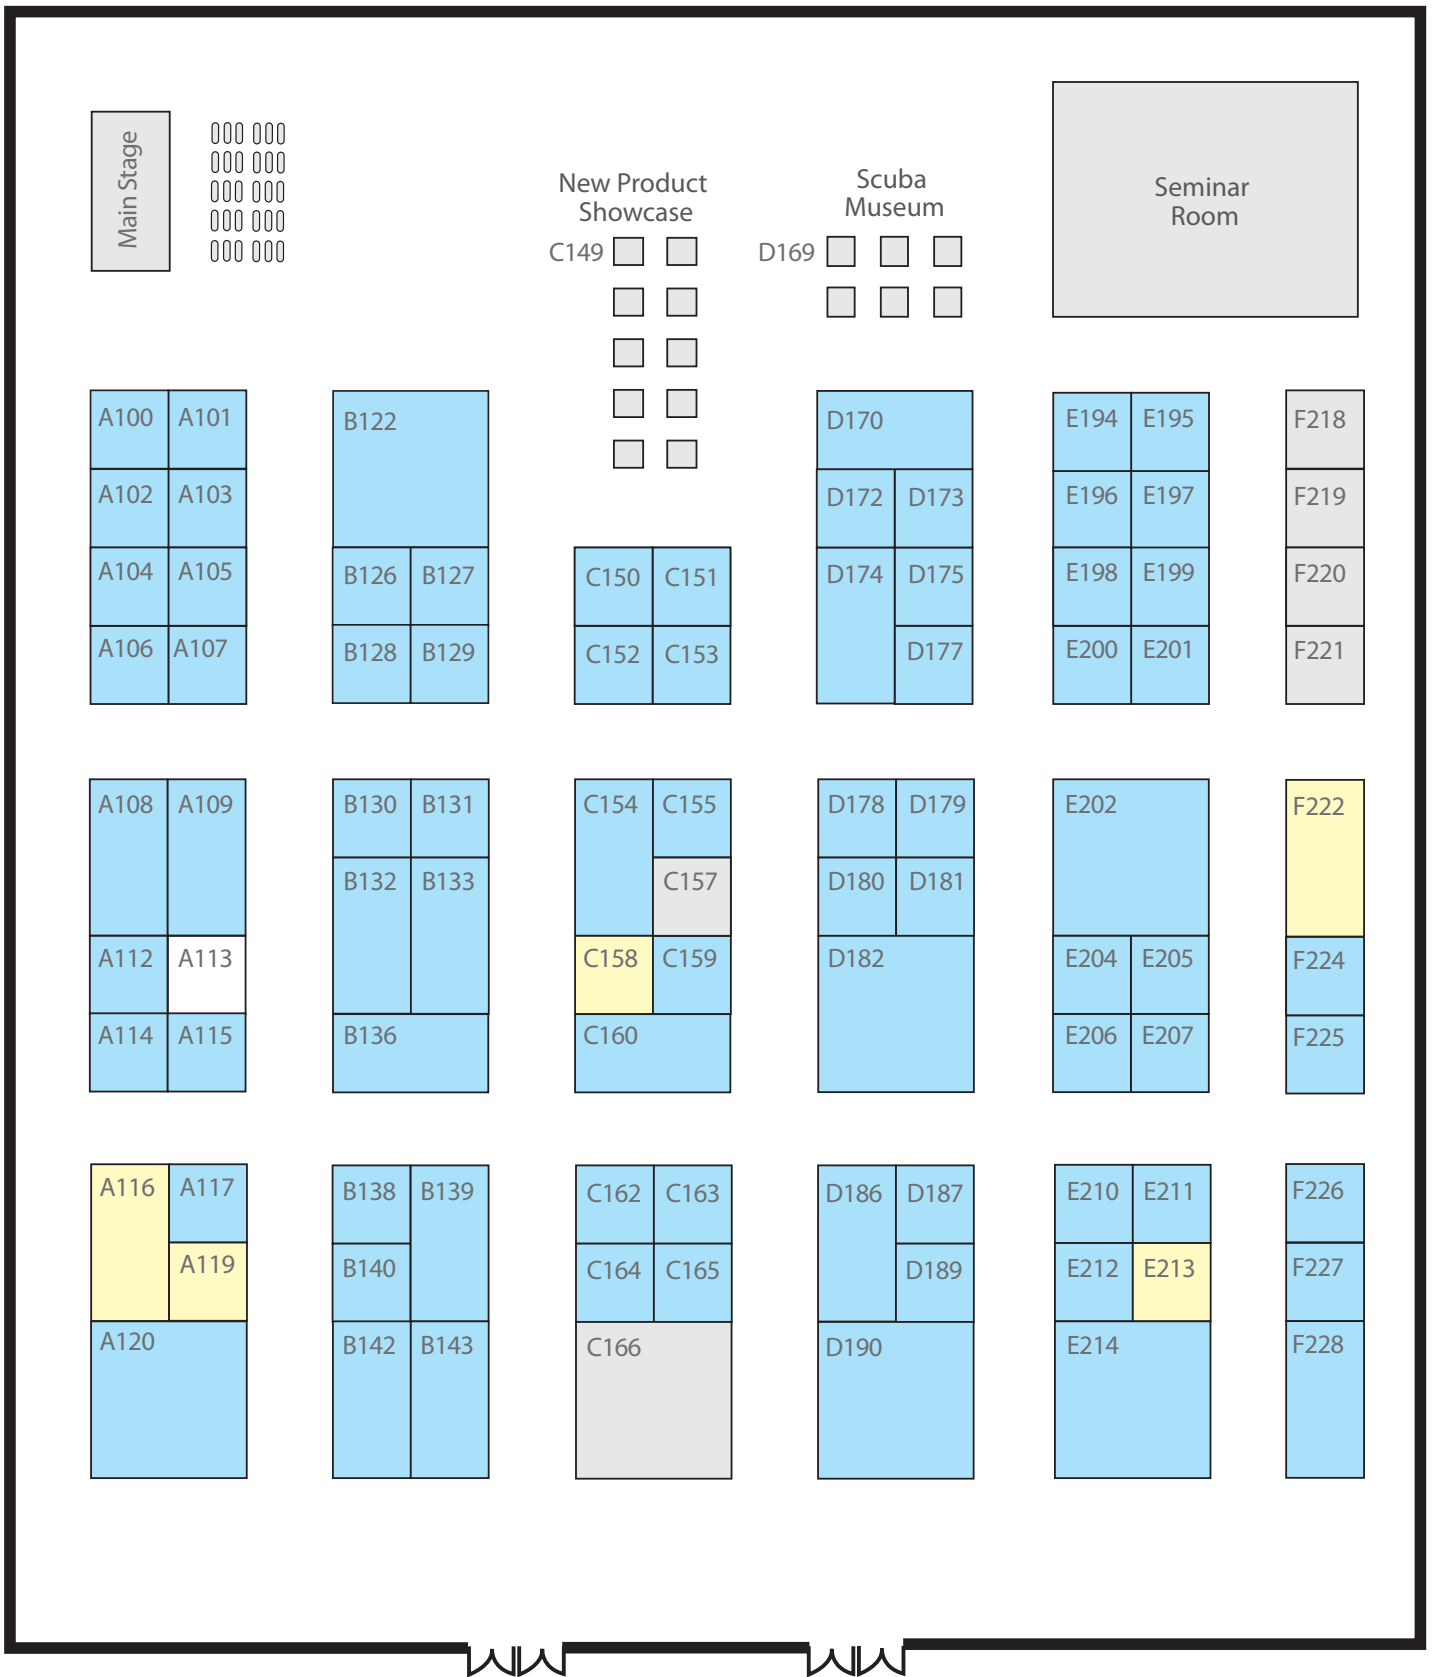 Main Stage
New Product
Showcase
C149
Scuba
Museum
D169
Seminar
Room
A100 A101
A102 A103
A104 A105
A106 A107
B122
B126 B127
B128 B129
C150 C151
C152 C153
D170
D172 D173
D174 D175
D177
E194 E195
E196 E197
E198 E199
E200 E201
F218
F219
F220
F221
A108 A109
A112 A113
A114 A115
B130 B131
B132 B133
B136
C154 C155
C157
C158 C159
C160
D178 D179
D180 D181
D182
E202
E204 E205
E206 E207
F222
F224
F225
A116 A117
A119
A120
B138 B139
B140
B142 B143
C162 C163
C164 C165
C166
D186 D187
D189
D190
E210 E211
E212 E213
E214
F226
F227
F228